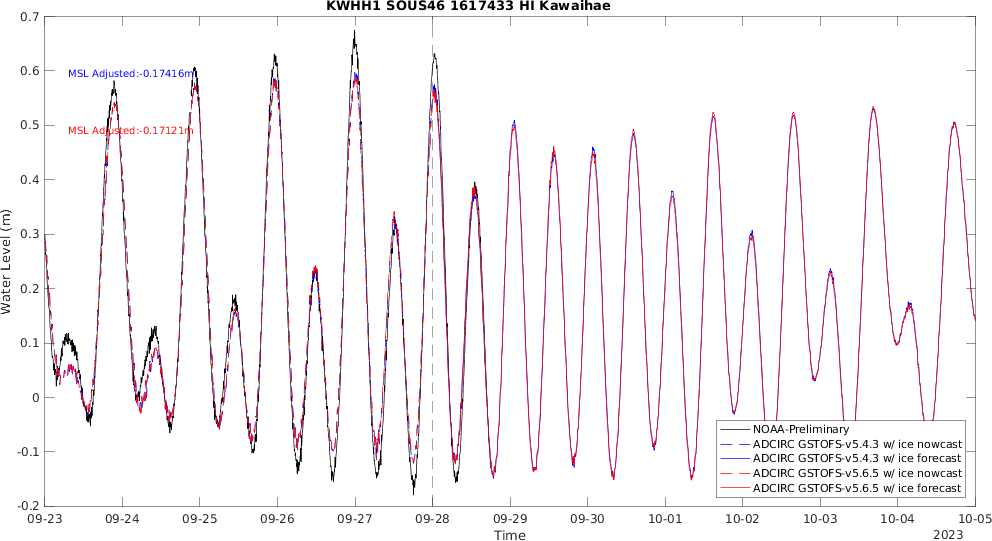 KWHH1 SOUS46 1617433 HI Kawaihae
0.7
0.6
0.5
0.4
0.3
0.2
0.1
0
-0.1
-0.2
Water Level (m)
MSL Adjusted:-0.17416m
MSL Adjusted:-0.17121m
NOAA-Preliminary
ADCIRC GSTOFS-v5.4.3 w/ ice nowcast
ADCIRC GSTOFS-v5.4.3 w/ ice forecast
ADCIRC GSTOFS-v5.6.5 w/ ice nowcast
ADCIRC GSTOFS-v5.6.5 w/ ice forecast
09-23 09-24 09-25 09-26 09-27 09-28 09-29 09-30 10-01 10-02 10-03 10-04 10-05
Time
2023